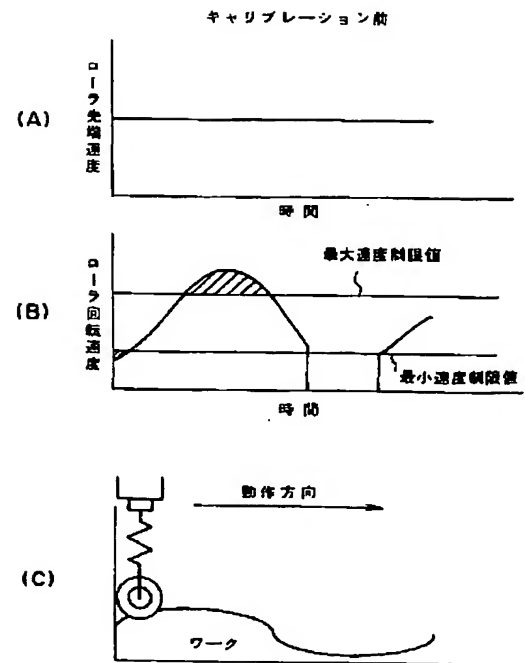 キャリブレーション前
(A)
ローラ先端速度
時間
(B)
ローラ回転速度
最大速度制限値
最小速度制限値
時間
(C)
動作方向
ワーク